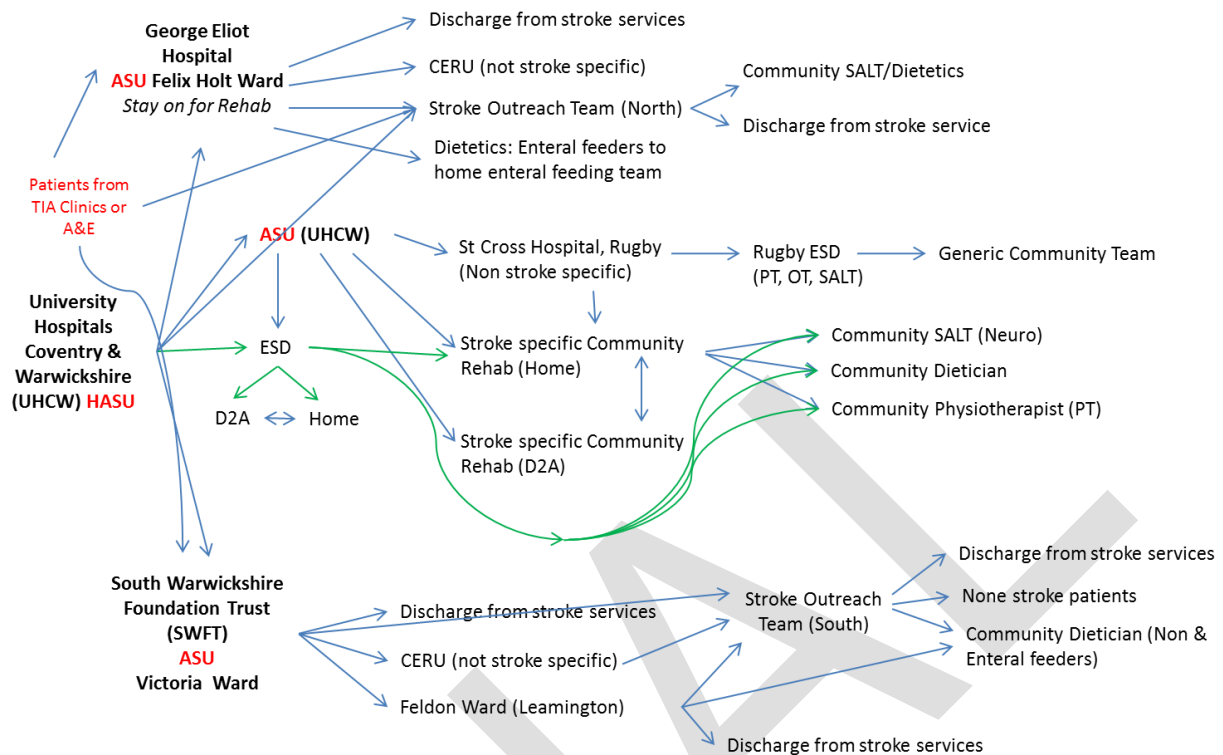 George Eliot
Hospital
ASU Felix Holt Ward
Stay on for Rehab
Discharge from stroke services
CERU (not stroke specific)
Stroke Outreach Team (North)
Dietetics: Enteral feeders to
home enteral feeding team
Community SALT/Dietetics
Discharge from stroke service
Patients from
TIA Clinics or
A&E
ASU (UHCW)
St Cross Hospital, Rugby
(Non stroke specific)
Rugby ESD
(PT, OT, SALT)
Generic Community Team
University
Hospitals
Coventry &
Warwickshire
(UHCW) HASU
ESD
D2A
Home
Stroke specific Community
Rehab (Home)
Stroke specific Community
Rehab (D2A)
Community SALT (Neuro)
Community Dietician
Community Physiotherapist (PT)
South Warwickshire
Foundation Trust
(SWFT)
ASU
Victoria Ward
Discharge from stroke services
CERU (not stroke specific)
Feldon Ward (Leamington)
Stroke Outreach
Team (South)
Discharge from stroke services
None stroke patients
Community Dietician (Non &
Enteral feeders)
Discharge from stroke services